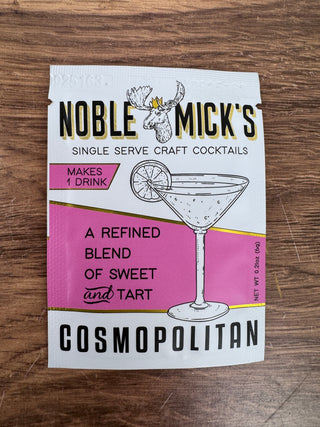 NOBLE MICK'S
SINGLE SERVE CRAFT COCKTAILS
MAKES
1 DRINK
A REFINED
BLEND
OF SWEET
and TART
NET WT 0.21oz (6g)
COSMOPOLITAN